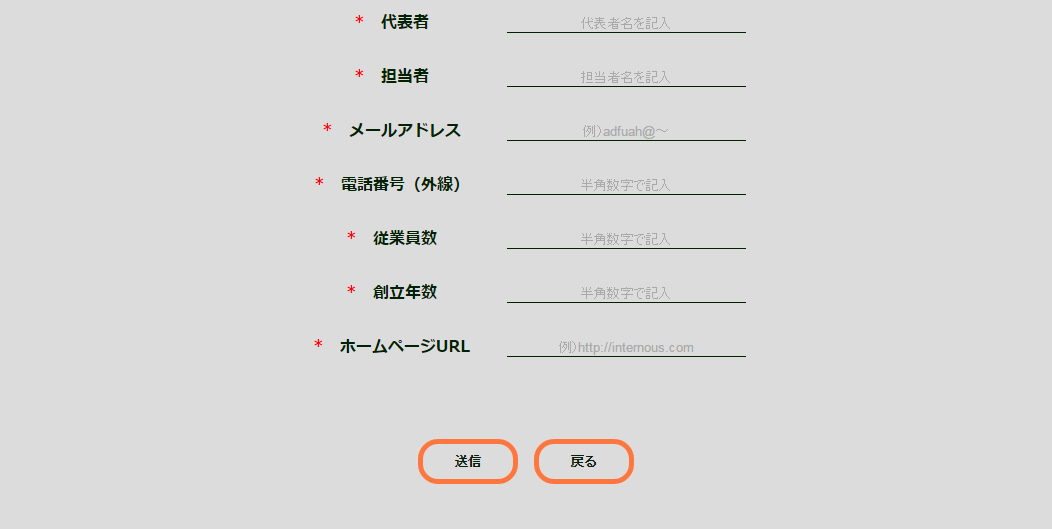 * 代表者 代表者名を記入
* 担当者 担当者名を記入
* メールアドレス 例)adfuah@～
* 電話番号（外線） 半角数字で記入
* 従業員数 半角数字で記入
* 創立年数 半角数字で記入
* ホームページURL 例)http://internous.com
送信 戻る